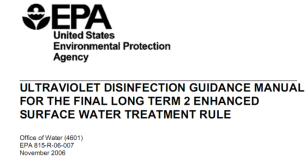 EPA
United States
Environmental Protection
Agency
ULTRAVIOLET DISINFECTION GUIDANCE MANUAL
FOR THE FINAL LONG TERM 2 ENHANCED
SURFACE WATER TREATMENT RULE
Office of Water (4601)
EPA 815-R-06-007
November 2006